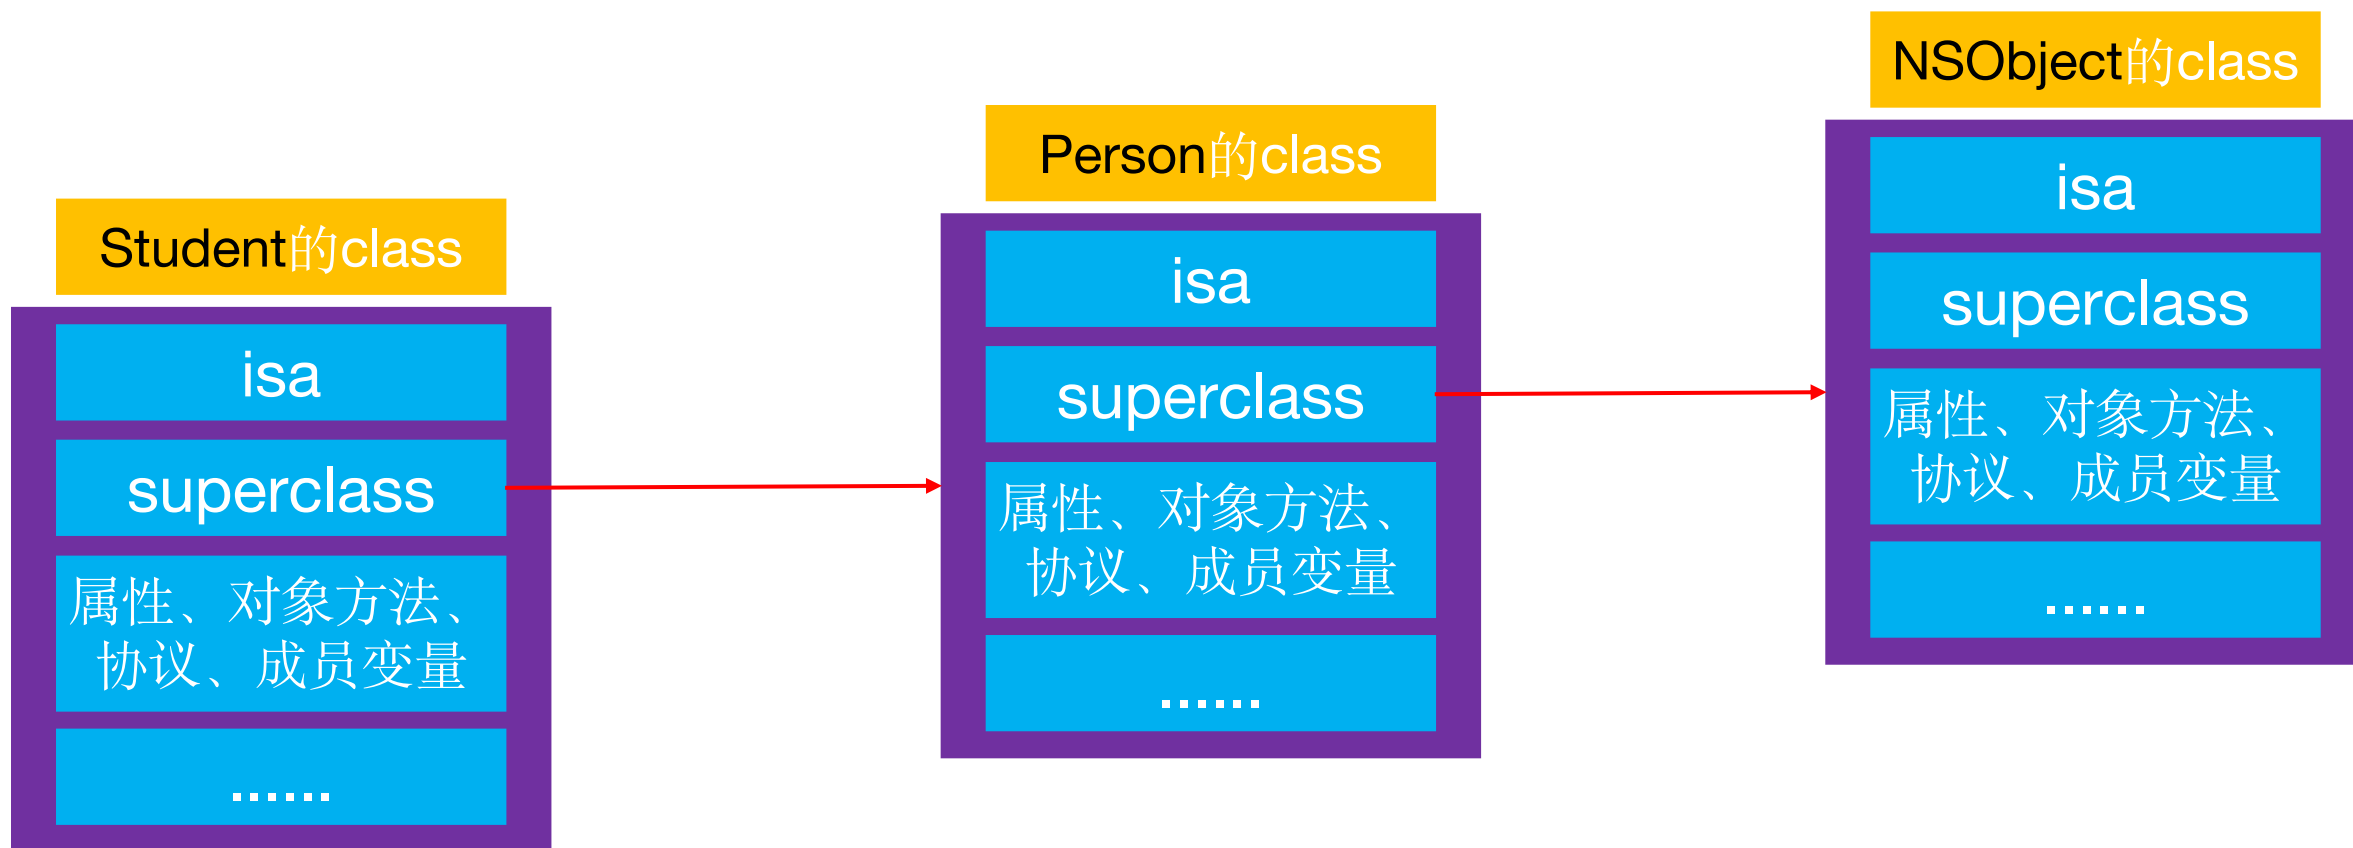 Student的class
isa
superclass
属性、对象方法、
协议、成员变量
......
Person的class
isa
superclass
属性、对象方法、
协议、成员变量
......
NSObject的class
isa
superclass
属性、对象方法、
协议、成员变量
......